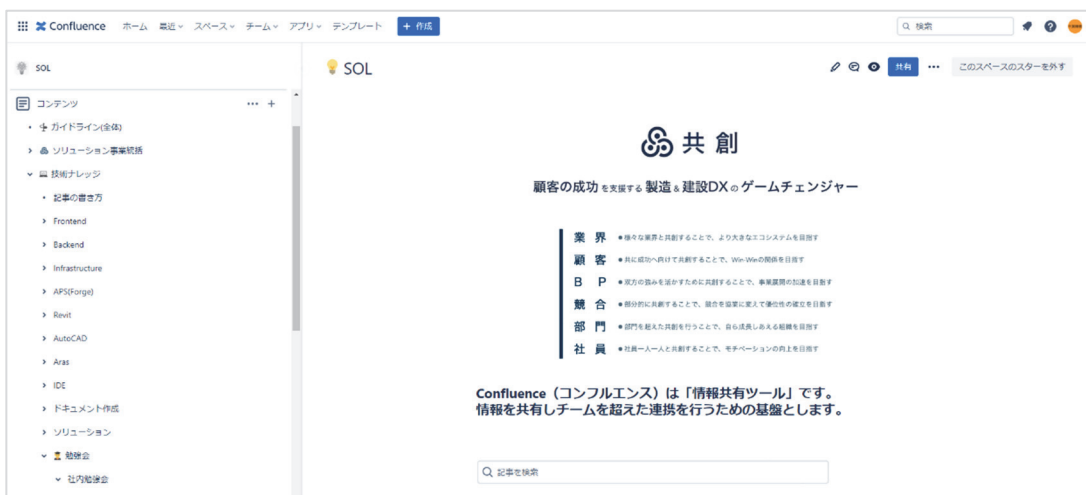 Confluence ホーム 最近 スペース チーム アプリ テンプレート + 作成 検索
SOL
コンテンツ
ガイドライン(全体)
ソリューション事業統括
技術ナレッジ
記事の書き方
Frontend
Backend
Infrastructure
APS(Forge)
Revit
AutoCAD
Aras
IDE
ドキュメント作成
ソリューション
勉強会
社内勉強会
SOL
共有 このスペースのスターを外す
共創
顧客の成功を支援する製造&建設DXのゲームチェンジャー
業界 ●様々な業界と共創することで、より大きなエコシステムを目指す
顧客 ●共に成功へ向けて共創することで、Win-Winの関係を目指す
BP ●双方の強みを活かすために共創することで、事業展開の加速を目指す
競合 ●部分的に共創することで、競合を協業に変えて優位性の確立を目指す
部門 ●部門を超えた共創を行うことで、自ら成長しあえる組織を目指す
社員 ●社員一人一人と共創することで、モチベーションの向上を目指す
Confluence（コンフルエンス）は「情報共有ツール」です。
情報を共有しチームを超えた連携を行うための基盤とします。
記事を検索